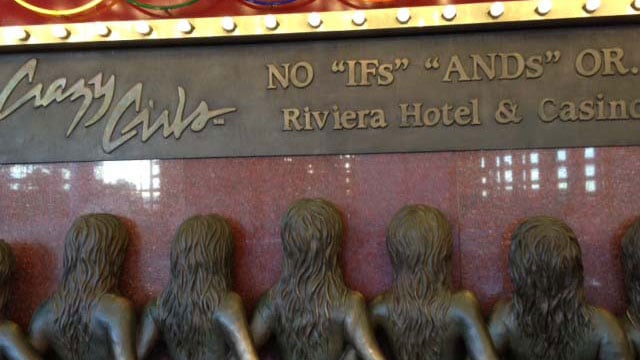 Crazy Girls
NO "IFs" "ANDs" OR...
Riviera Hotel & Casino